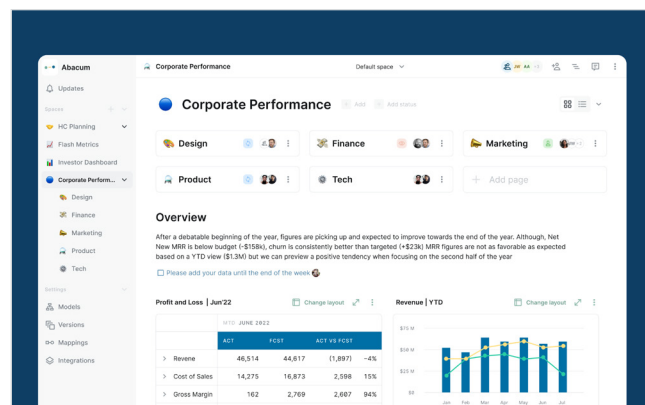 Abacum
Corporate Performance
Default space
JW AA
Updates
Spaces
Corporate Performance
Add
Add status
HC Planning
Flash Metrics
Investor Dashboard
Design
Finance
Marketing
Corporate Perform...
Product
Tech
Add page
Design
Finance
Marketing
Product
Tech
Overview
After a debatable beginning of the year, figures are picking up and expected to improve towards the end of the year. Although, Net
New MRR is below budget (-$158k), churn is consistently better than targeted (+$23k) MRR figures are not as favorable as expected
based on a YTD view ($1.3M) but we can preview a positive tendency when focusing on the second half of the year
Please add your data until the end of the week
Settings
Models
Versions
Mappings
Integrations
Profit and Loss | Jun'22
Change layout
Revenue | YTD
Change layout
MTD JUNE 2022
ACT FCST ACT VS FCST
Revene 46,514 44,617 (1,897) -4%
Cost of Sales 14,275 16,873 2,598 15%
Gross Margin 162 2,769 2,607 94%
$75 M
$50 M
$25 M
$0
Jan Feb Mar Apr May Jun Jul